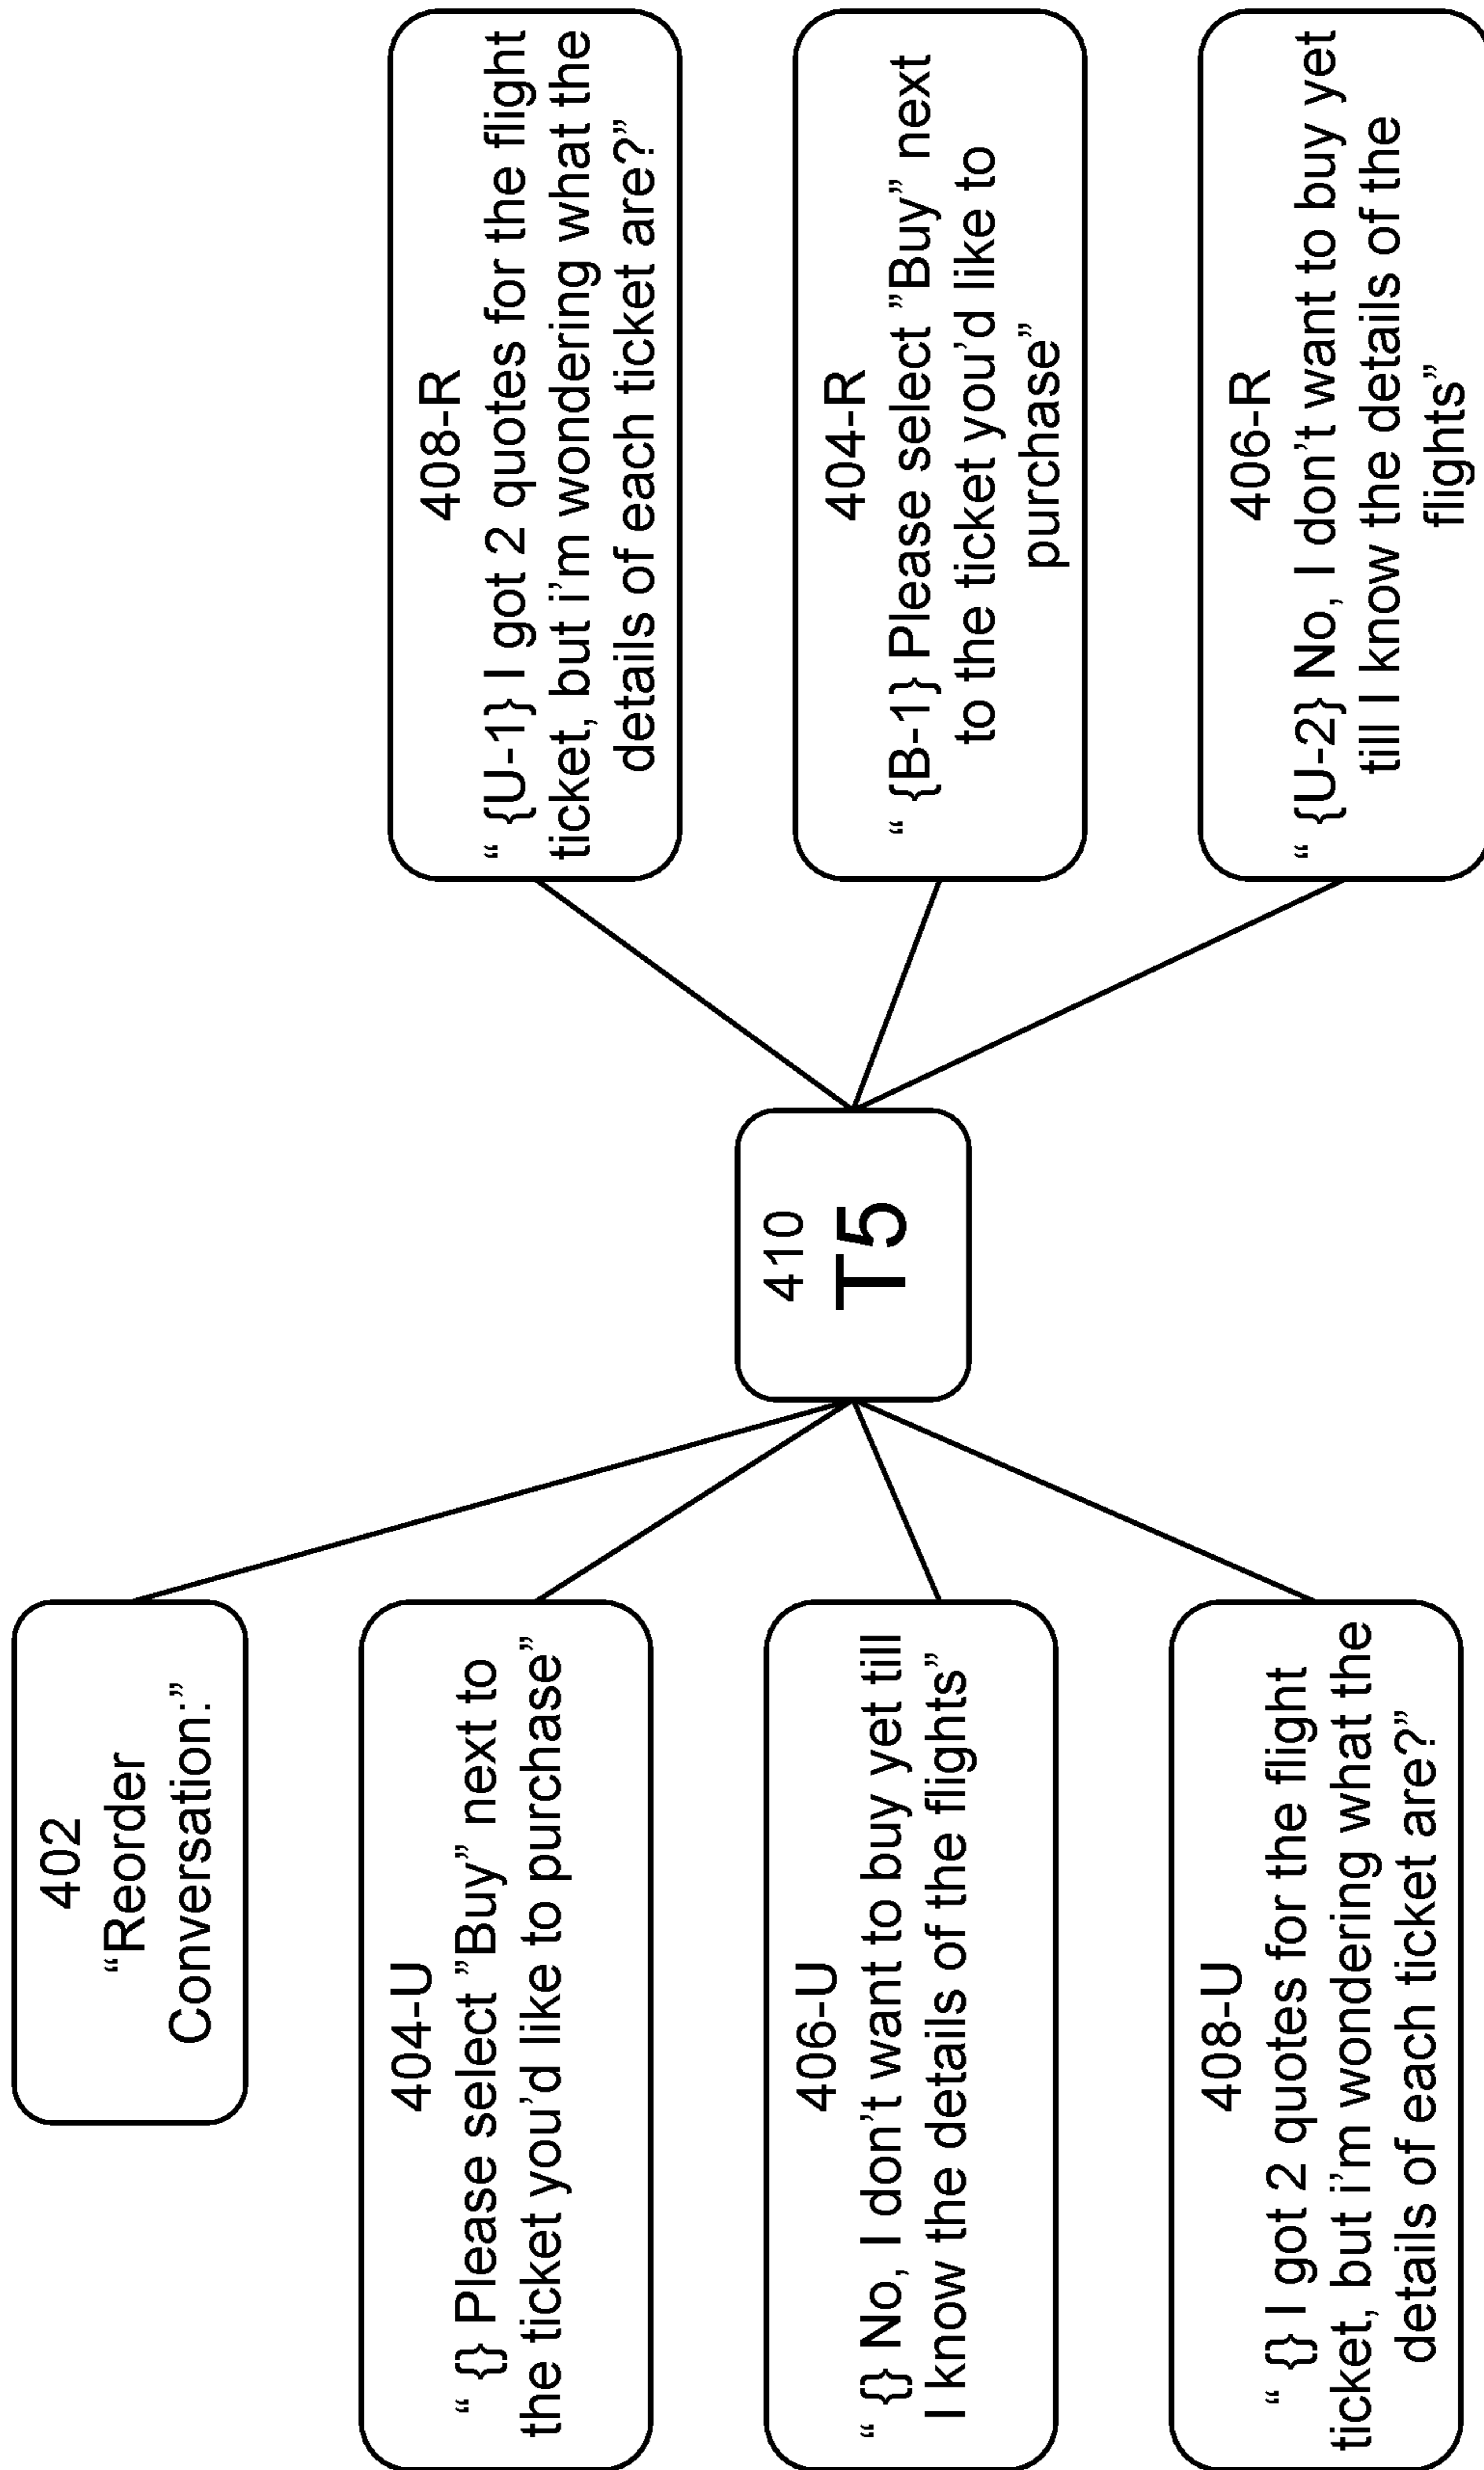 402
“Reorder
Conversation:”
404-U
“ {} Please select ”Buy” next to
the ticket you’d like to purchase”
406-U
“ {} No, I don’t want to buy yet till
I know the details of the flights”
408-U
“ {} I got 2 quotes for the flight
ticket, but i’m wondering what the
details of each ticket are?”
410
T5
408-R
“ {U-1} I got 2 quotes for the flight
ticket, but i’m wondering what the
details of each ticket are?”
404-R
“ {B-1} Please select ”Buy” next
to the ticket you’d like to
purchase”
406-R
“ {U-2} No, I don’t want to buy yet
till I know the details of the
flights”